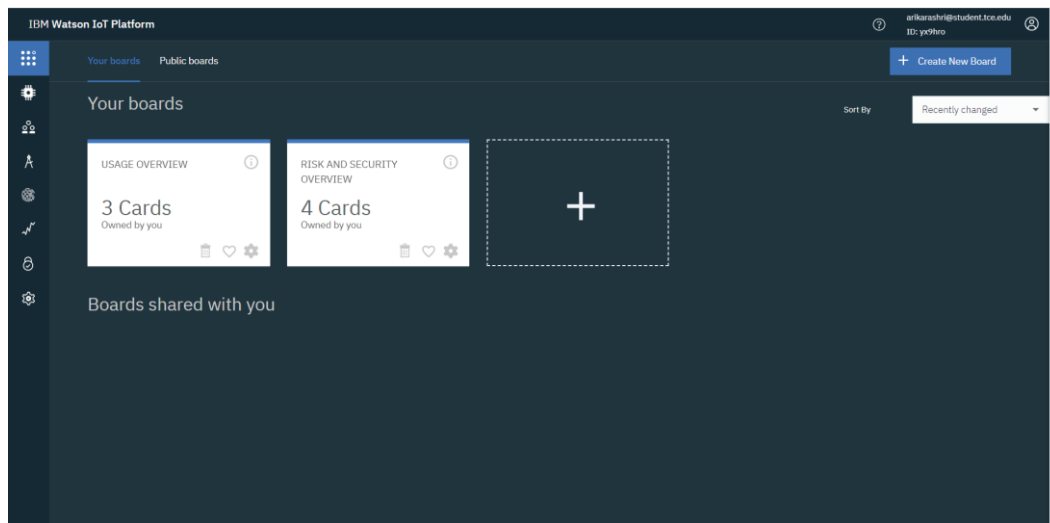 IBM Watson IoT Platform
arikarashri@student.tce.edu
ID: yx9hro
Your boards
Public boards
+ Create New Board
Your boards
Sort By
Recently changed
USAGE OVERVIEW
3 Cards
Owned by you
RISK AND SECURITY
OVERVIEW
4 Cards
Owned by you
Boards shared with you